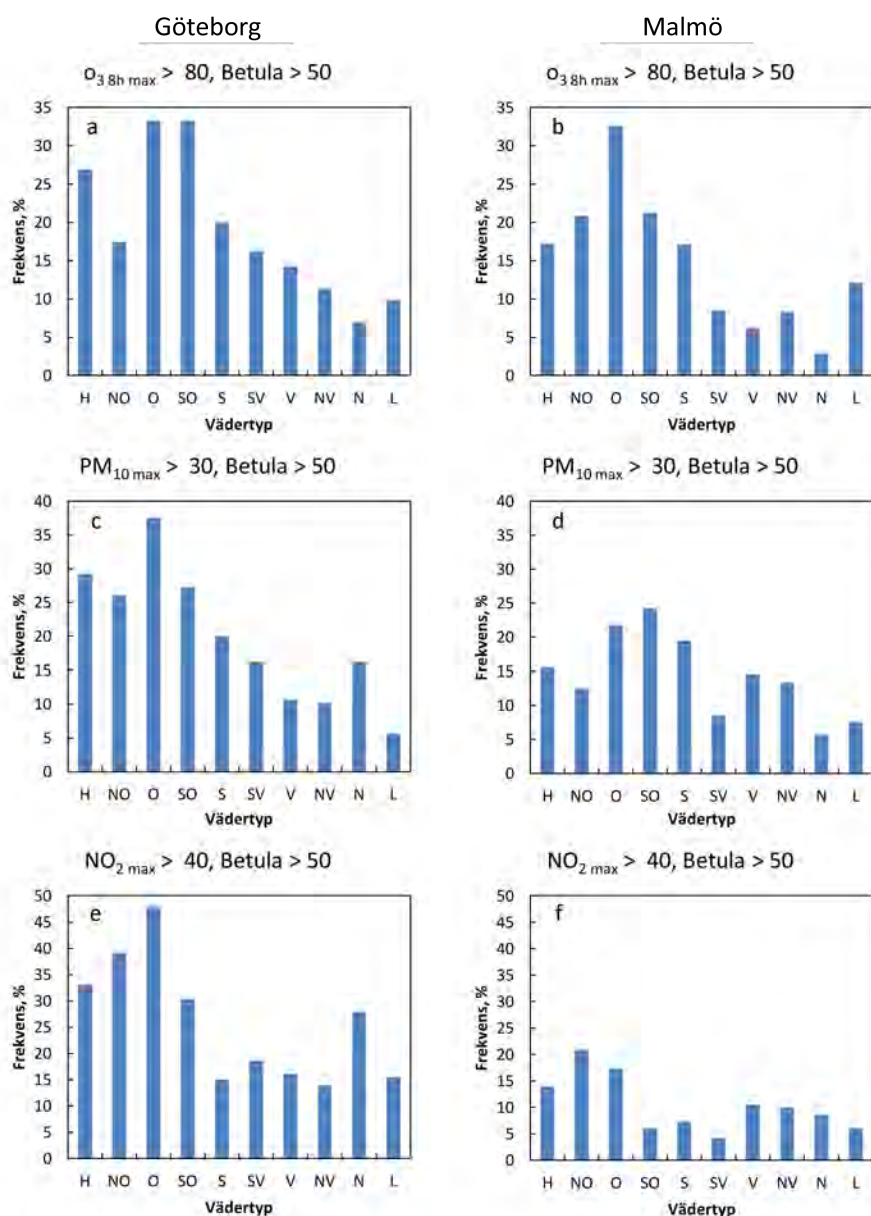 Göteborg
Malmö
O3 8h max > 80, Betula > 50
O3 8h max > 80, Betula > 50
a
35
30
25
20
15
10
5
0
Frekvens, %
H NO O SO S SV V NV N L
Vädertyp
b
35
30
25
20
15
10
5
0
Frekvens, %
H NO O SO S SV V NV N L
Vädertyp
PM10 max > 30, Betula > 50
PM10 max > 30, Betula > 50
c
40
35
30
25
20
15
10
5
0
Frekvens, %
H NO O SO S SV V NV N L
Vädertyp
d
40
35
30
25
20
15
10
5
0
Frekvens, %
H NO O SO S SV V NV N L
Vädertyp
NO2 max > 40, Betula > 50
NO2 max > 40, Betula > 50
e
50
45
40
35
30
25
20
15
10
5
0
Frekvens, %
H NO O SO S SV V NV N L
Vädertyp
f
50
45
40
35
30
25
20
15
10
5
0
Frekvens, %
H NO O SO S SV V NV N L
Vädertyp